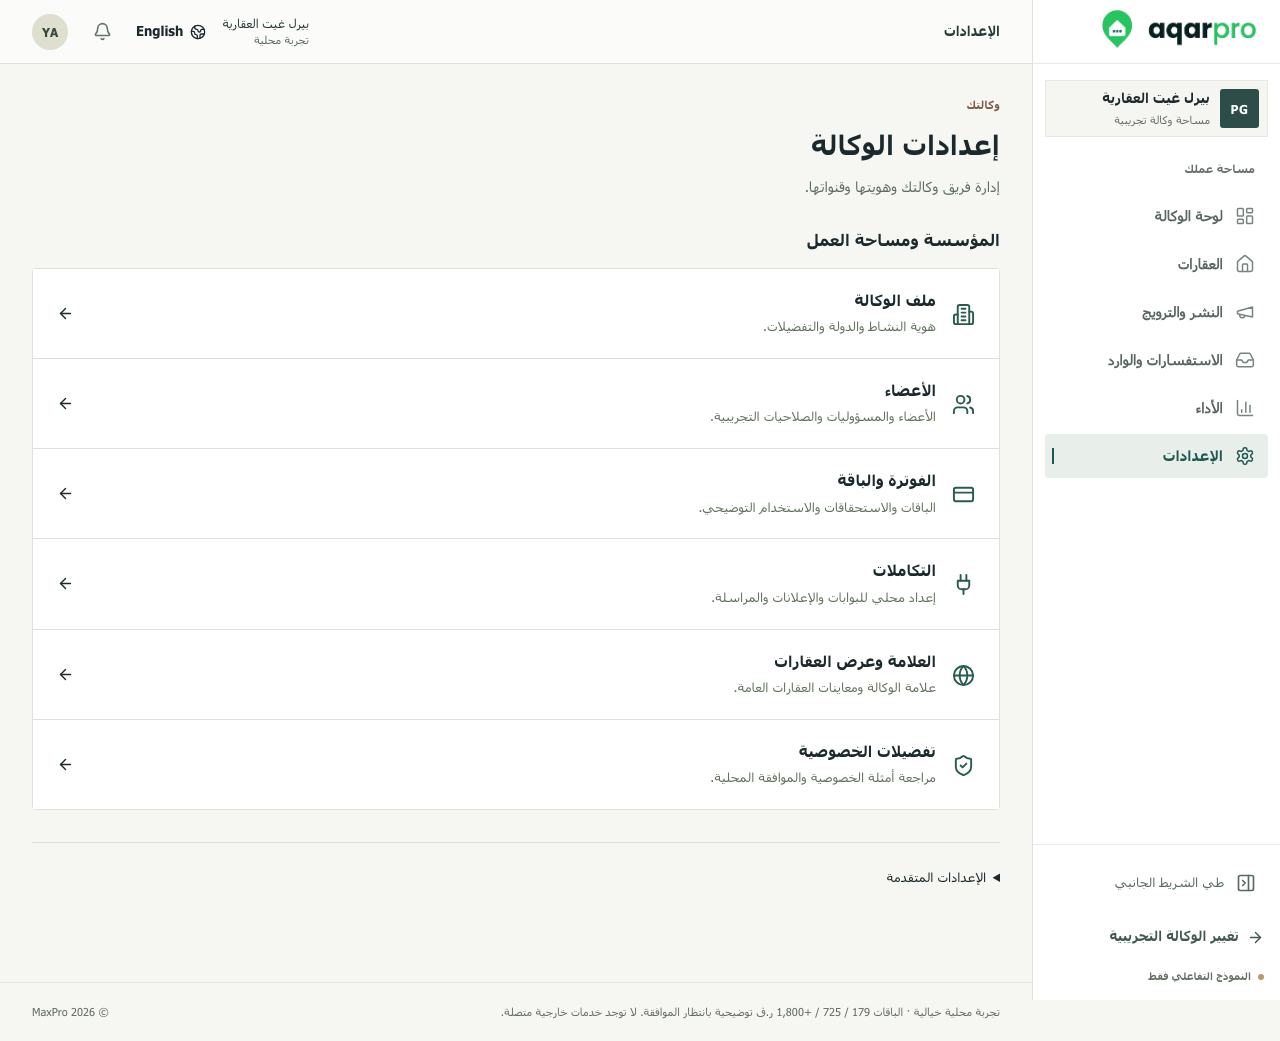 aqarpro
PG
بيرل غيت العقارية
مساحة وكالة تجريبية
مساحة عملك
لوحة الوكالة
العقارات
النشر والترويج
الاستفسارات والوارد
الأداء
الإعدادات
طي الشريط الجانبي
تغيير الوكالة التجريبية
النموذج التفاعلي فقط
الإعدادات
بيرل غيت العقارية
تجربة محلية
English
YA
وكالتك
إعدادات الوكالة
إدارة فريق وكالتك وهويتها وقنواتها.
المؤسسة ومساحة العمل
ملف الوكالة
هوية النشاط والدولة والتفضيلات.
الأعضاء
الأعضاء والمسؤوليات والصلاحيات التجريبية.
الفوترة والباقة
الباقات والاستحقاقات والاستخدام التوضيحي.
التكاملات
إعداد محلي للبوابات والإعلانات والمراسلة.
العلامة وعرض العقارات
علامة الوكالة ومعاينات العقارات العامة.
تفضيلات الخصوصية
مراجعة أمثلة الخصوصية والموافقة المحلية.
الإعدادات المتقدمة
تجربة محلية خيالية · الباقات 179 / 725 / +1,800 ر.ق توضيحية بانتظار الموافقة. لا توجد خدمات خارجية متصلة.
MaxPro 2026 ©